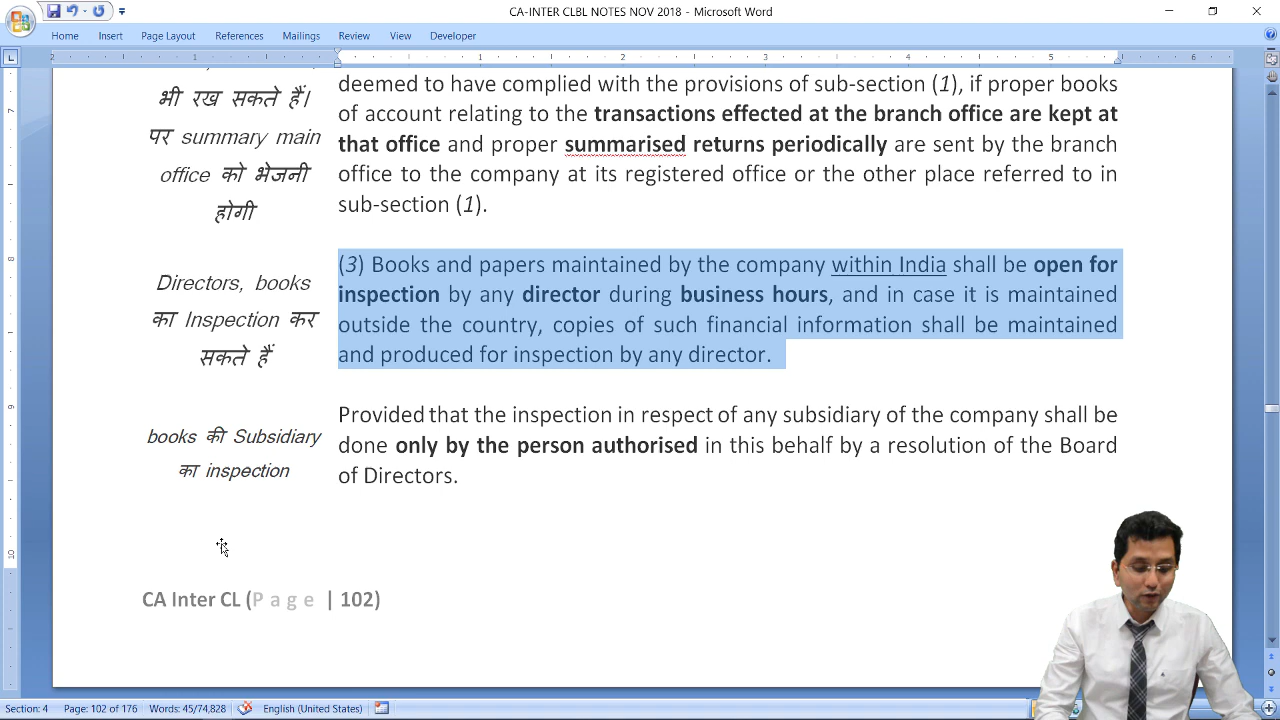 CA-INTER CLBL NOTES NOV 2018 - Microsoft Word
Home Insert Page Layout References Mailings Review View Developer
2 1 1 2 3 4 5 6
भी रख सकते हैं।
पर summary main
office को भेजनी
होगी
deemed to have complied with the provisions of sub-section (1), if proper books
of account relating to the transactions effected at the branch office are kept at
that office and proper summarised returns periodically are sent by the branch
office to the company at its registered office or the other place referred to in
sub-section (1).
Directors, books
का Inspection कर
सकते हैं
(3) Books and papers maintained by the company within India shall be open for
inspection by any director during business hours, and in case it is maintained
outside the country, copies of such financial information shall be maintained
and produced for inspection by any director.
books की Subsidiary
का inspection
Provided that the inspection in respect of any subsidiary of the company shall be
done only by the person authorised in this behalf by a resolution of the Board
of Directors.
CA Inter CL (P a g e | 102)
Section: 4 Page: 102 of 176 Words: 45/74,828 English (United States)